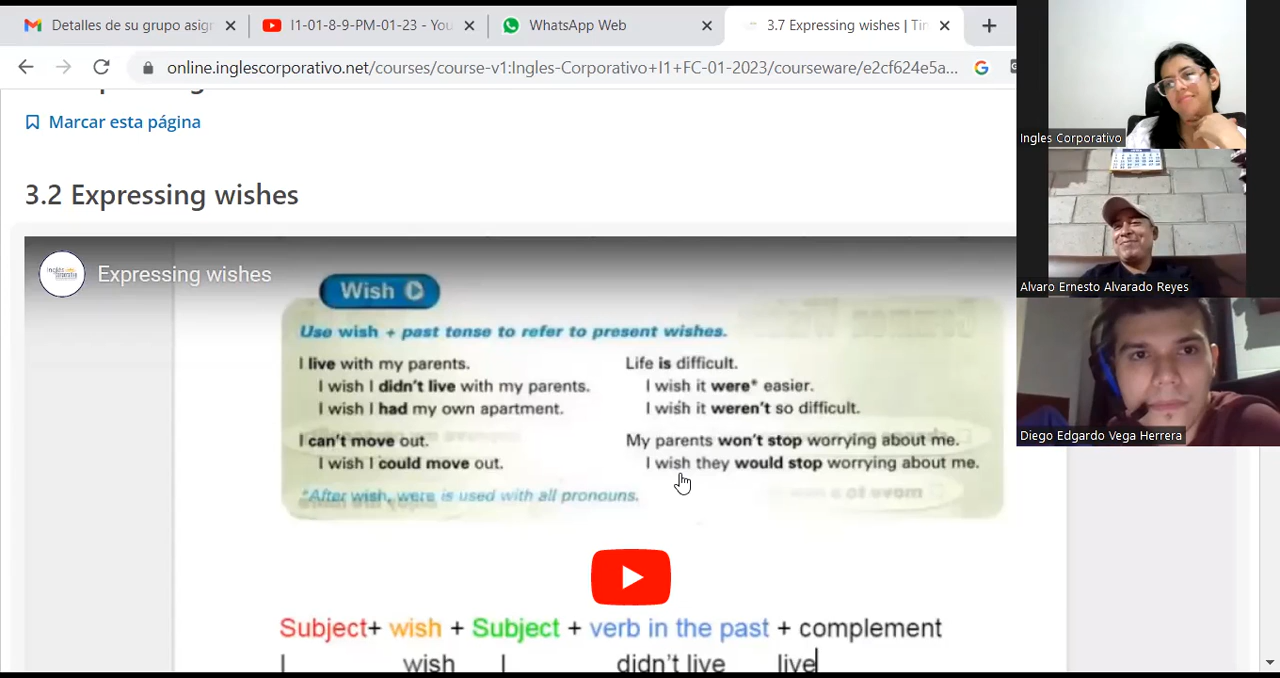 Detalles de su grupo asign
I1-01-8-9-PM-01-23 - You
WhatsApp Web
3.7 Expressing wishes | Tin
online.inglescorporativo.net/courses/course-v1:Ingles-Corporativo+I1+FC-01-2023/courseware/e2cf624e5a...
Marcar esta página
3.2 Expressing wishes
Expressing wishes
Wish
Use wish + past tense to refer to present wishes.
I live with my parents.
I wish I didn't live with my parents.
I wish I had my own apartment.
I can't move out.
I wish I could move out.
Life is difficult.
I wish it were* easier.
I wish it weren't so difficult.
My parents won't stop worrying about me.
I wish they would stop worrying about me.
*After wish, were is used with all pronouns.
Subject+ wish + Subject + verb in the past + complement
I wish I didn't live live
Ingles Corporativo
Alvaro Ernesto Alvarado Reyes
Diego Edgardo Vega Herrera